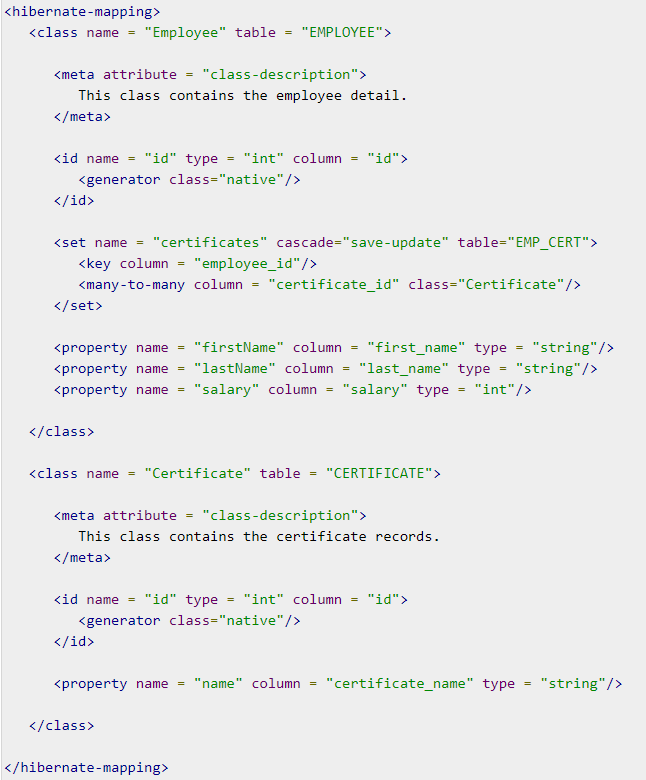 <hibernate-mapping>
   <class name = "Employee" table = "EMPLOYEE">

      <meta attribute = "class-description">
         This class contains the employee detail.
      </meta>

      <id name = "id" type = "int" column = "id">
         <generator class="native"/>
      </id>

      <set name = "certificates" cascade="save-update" table="EMP_CERT">
         <key column = "employee_id"/>
         <many-to-many column = "certificate_id" class="Certificate"/>
      </set>

      <property name = "firstName" column = "first_name" type = "string"/>
      <property name = "lastName" column = "last_name" type = "string"/>
      <property name = "salary" column = "salary" type = "int"/>

   </class>

   <class name = "Certificate" table = "CERTIFICATE">

      <meta attribute = "class-description">
         This class contains the certificate records.
      </meta>

      <id name = "id" type = "int" column = "id">
         <generator class="native"/>
      </id>

      <property name = "name" column = "certificate_name" type = "string"/>

   </class>

</hibernate-mapping>